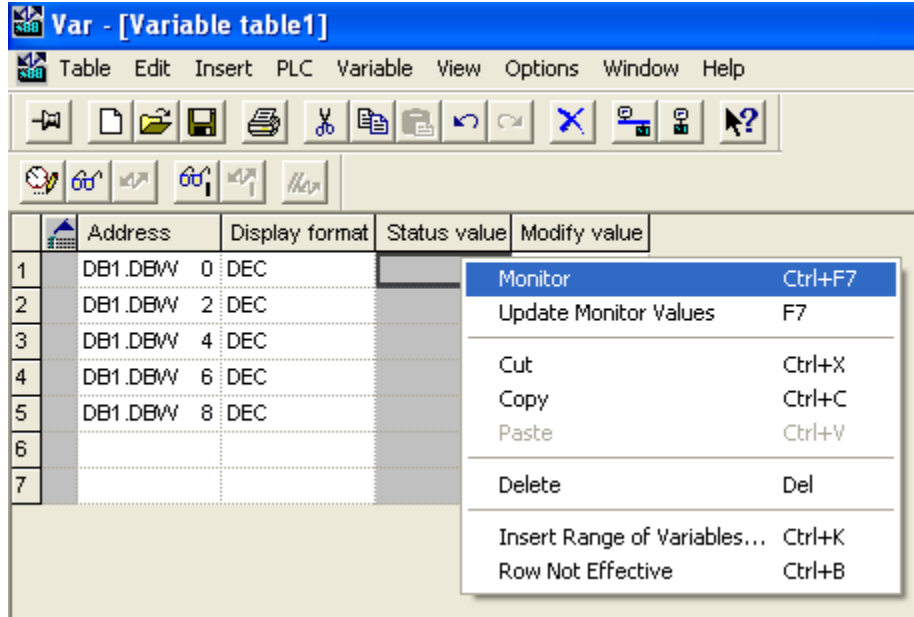 Var - [Variable table1]
Table Edit Insert PLC Variable View Options Window Help
Address Display format Status value Modify value
1 DB1.DBW 0 DEC
2 DB1.DBW 2 DEC
3 DB1.DBW 4 DEC
4 DB1.DBW 6 DEC
5 DB1.DBW 8 DEC
6
7
Monitor Ctrl+F7
Update Monitor Values F7
Cut Ctrl+X
Copy Ctrl+C
Paste Ctrl+V
Delete Del
Insert Range of Variables... Ctrl+K
Row Not Effective Ctrl+B